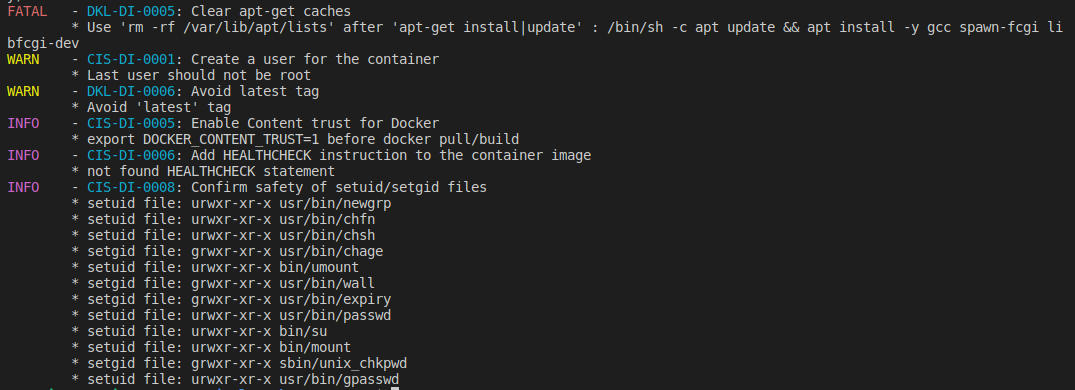 FATAL - DKL-DI-0005: Clear apt-get caches
* Use 'rm -rf /var/lib/apt/lists' after 'apt-get install|update' : /bin/sh -c apt update && apt install -y gcc spawn-fcgi li
bfcgi-dev
WARN - CIS-DI-0001: Create a user for the container
* Last user should not be root
WARN - DKL-DI-0006: Avoid latest tag
* Avoid 'latest' tag
INFO - CIS-DI-0005: Enable Content trust for Docker
* export DOCKER_CONTENT_TRUST=1 before docker pull/build
INFO - CIS-DI-0006: Add HEALTHCHECK instruction to the container image
* not found HEALTHCHECK statement
INFO - CIS-DI-0008: Confirm safety of setuid/setgid files
* setuid file: urwxr-xr-x usr/bin/newgrp
* setuid file: urwxr-xr-x usr/bin/chfn
* setuid file: urwxr-xr-x usr/bin/chsh
* setgid file: grwxr-xr-x usr/bin/chage
* setuid file: urwxr-xr-x bin/umount
* setgid file: grwxr-xr-x usr/bin/wall
* setgid file: grwxr-xr-x usr/bin/expiry
* setuid file: urwxr-xr-x usr/bin/passwd
* setuid file: urwxr-xr-x bin/su
* setuid file: urwxr-xr-x bin/mount
* setgid file: grwxr-xr-x sbin/unix_chkpwd
* setuid file: urwxr-xr-x usr/bin/gpasswd